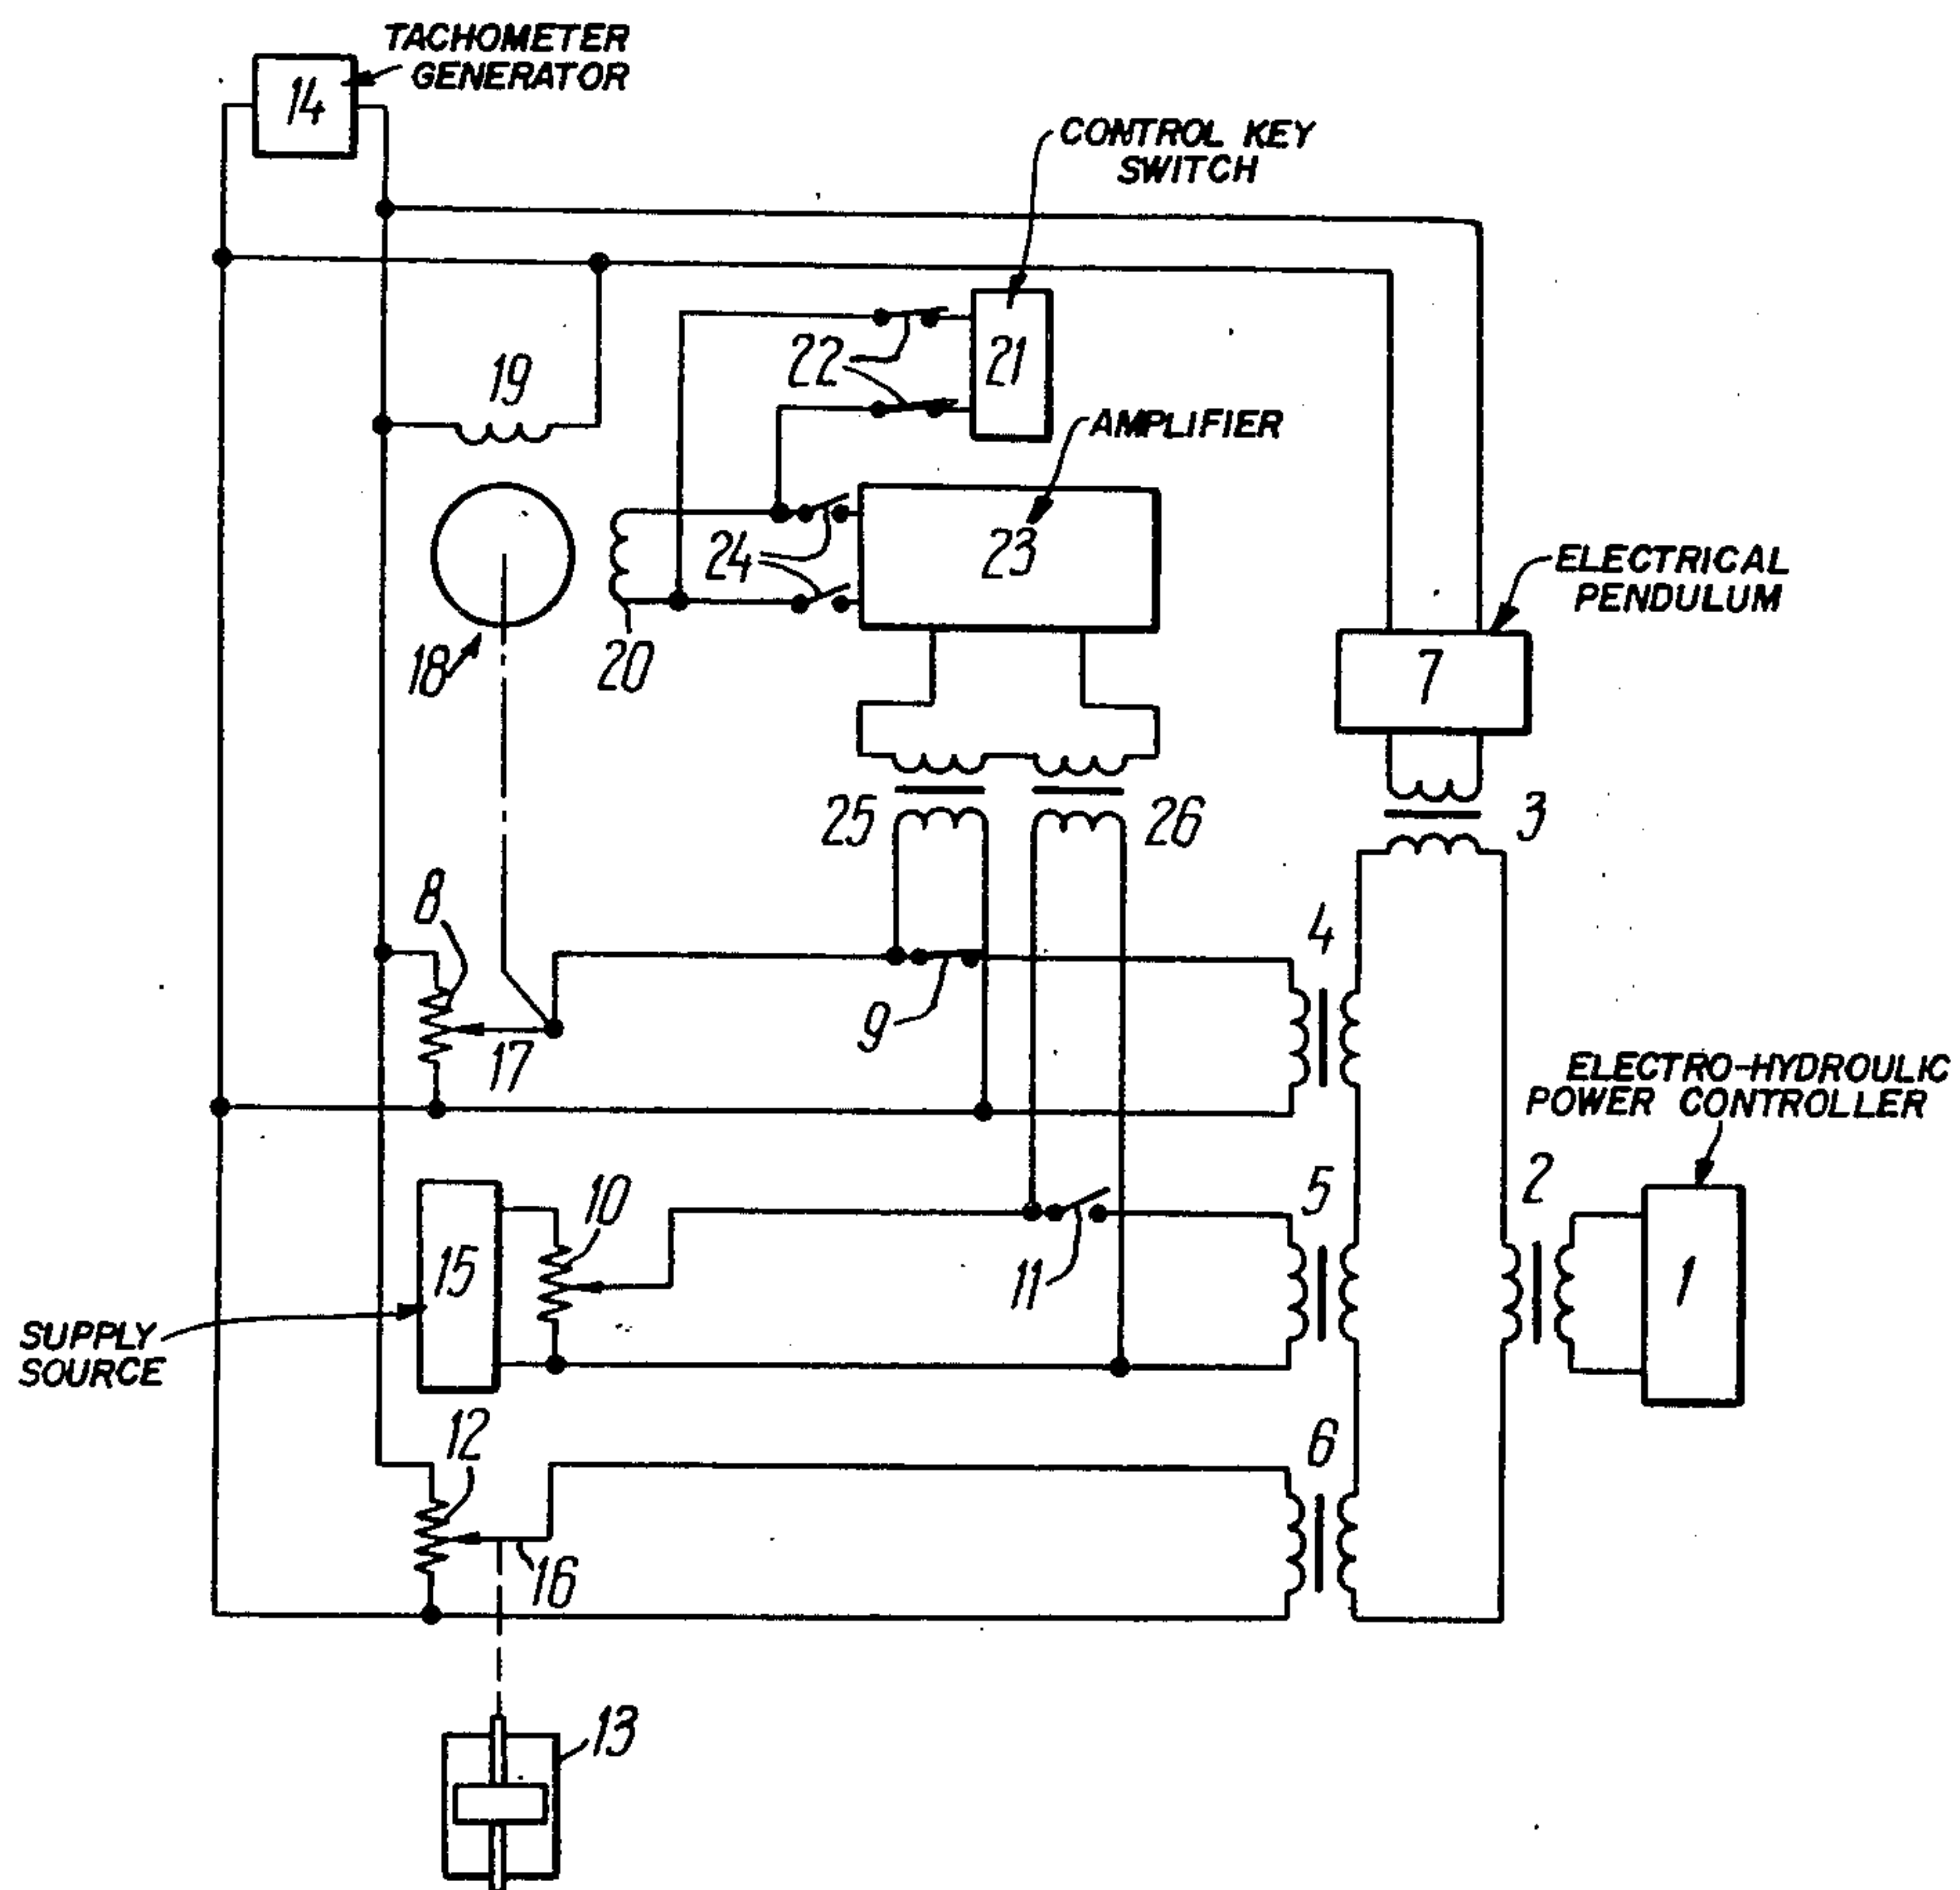 TACHOMETER
GENERATOR
14
CONTROL KEY
SWITCH
22
21
19
AMPLIFIER
24
23
ELECTRICAL
PENDULUM
18
20
7
25
26
3
8
4
9
17
ELECTRO-HYDRAULIC
POWER CONTROLLER
10
5
2
15
11
1
SUPPLY
SOURCE
12
6
16
13